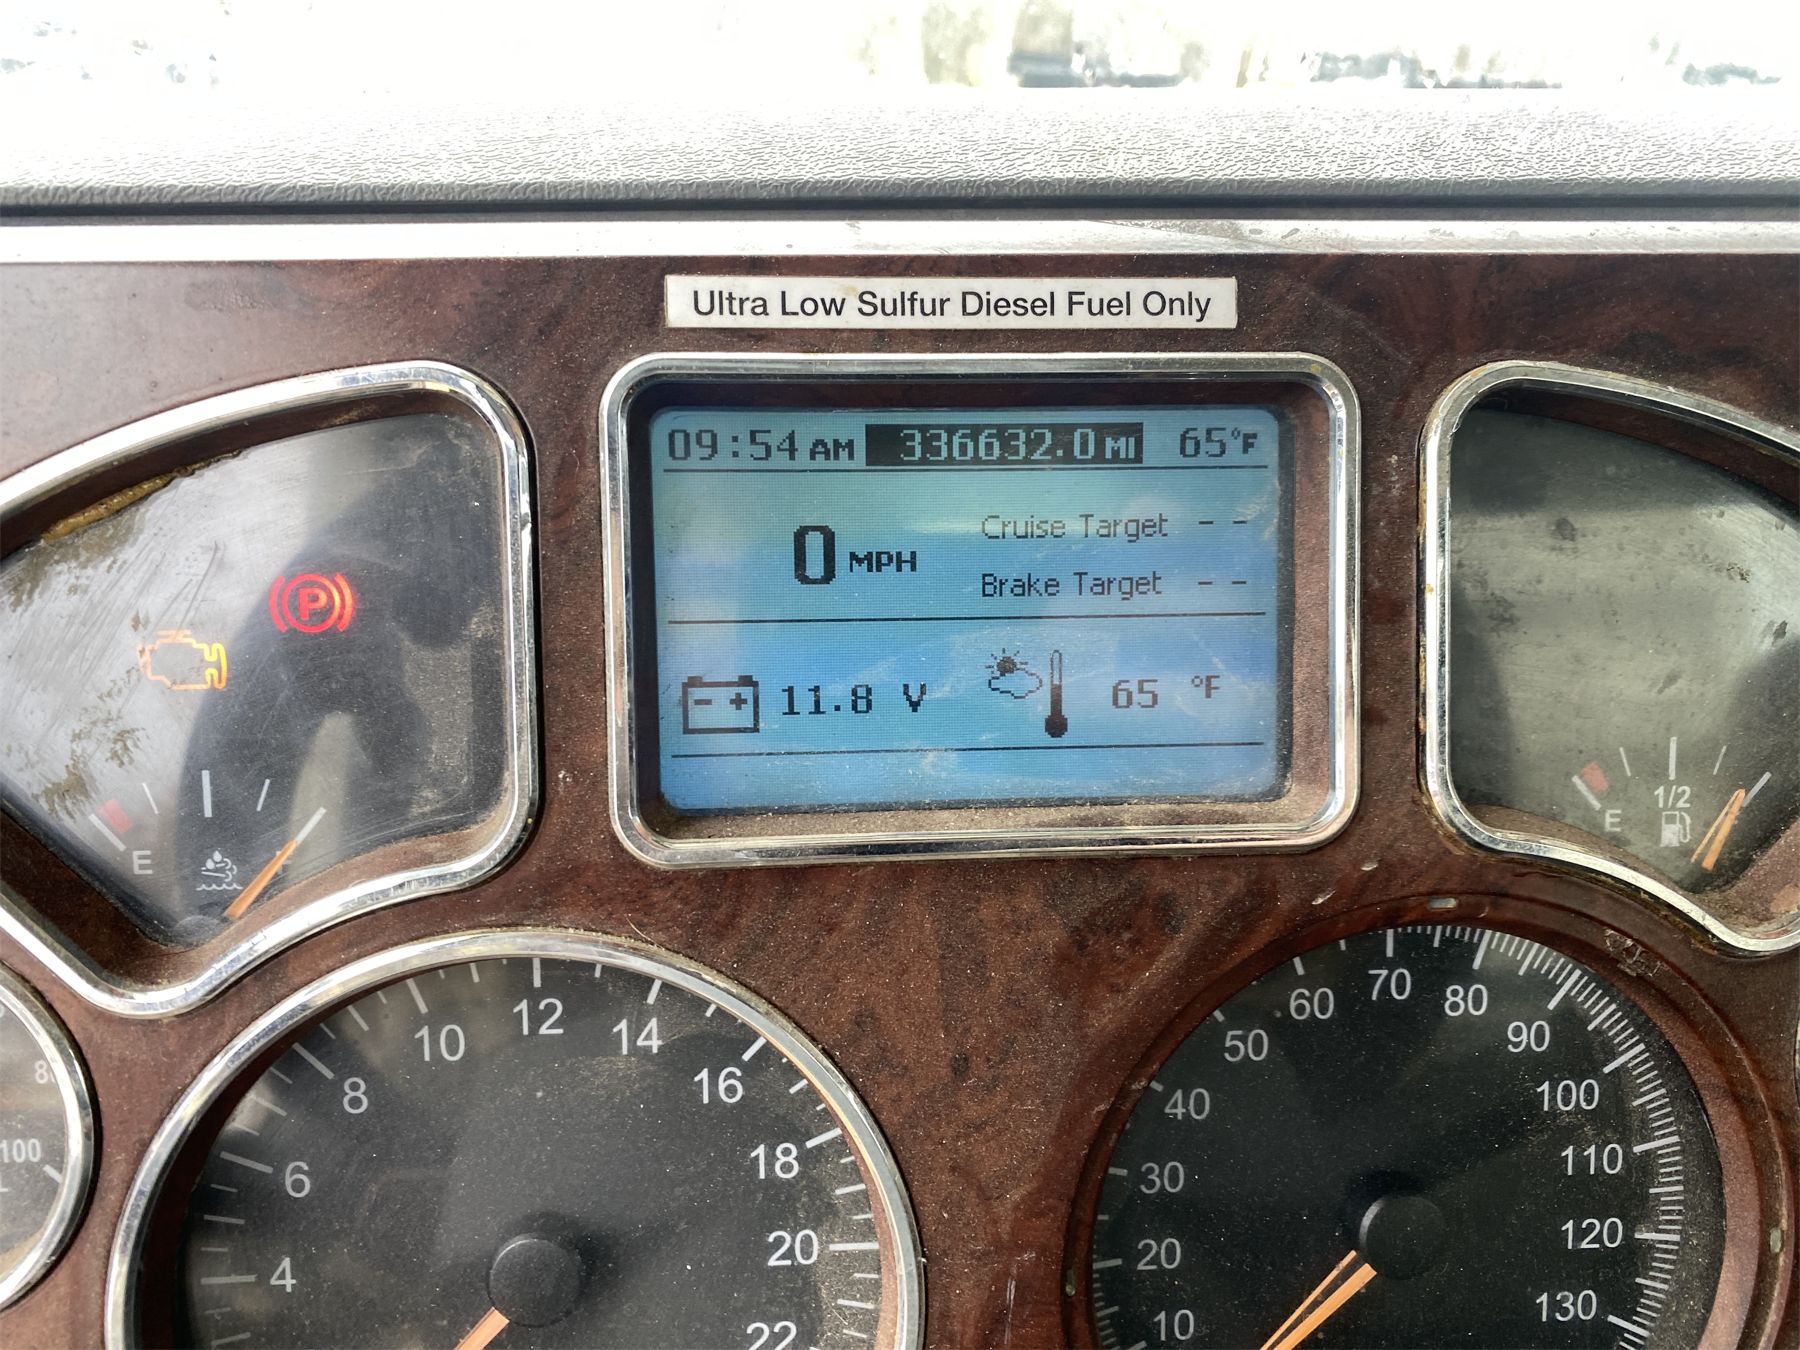 Ultra Low Sulfur Diesel Fuel Only
09:54 AM 336632.0 MI 65°F
0 MPH
Cruise Target --
Brake Target --
11.8 V 65 °F
P
E
E 1/2
100
4 6 8 10 12 14 16 18 20 22
10 20 30 40 50 60 70 80 90 100 110 120 130